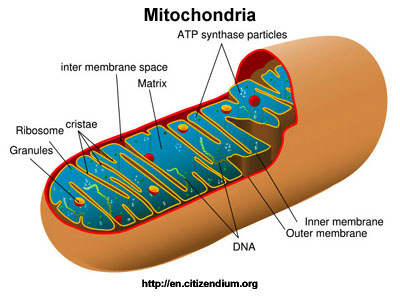 Mitochondria
ATP synthase particles
inter membrane space
Matrix
cristae
Ribosome
Granules
Inner membrane
Outer membrane
DNA
http://en.citizendium.org